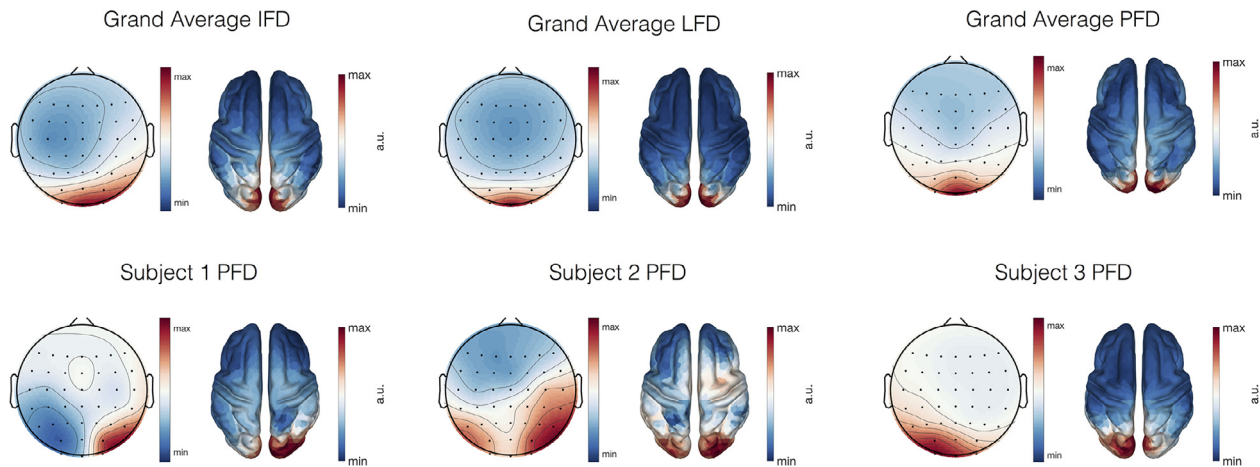 Grand Average IFD
Grand Average LFD
Grand Average PFD
max
min
max
min
a.u.
max
min
max
min
a.u.
max
min
max
min
a.u.
Subject 1 PFD
Subject 2 PFD
Subject 3 PFD
max
min
max
min
a.u.
max
min
max
min
a.u.
max
min
max
min
a.u.